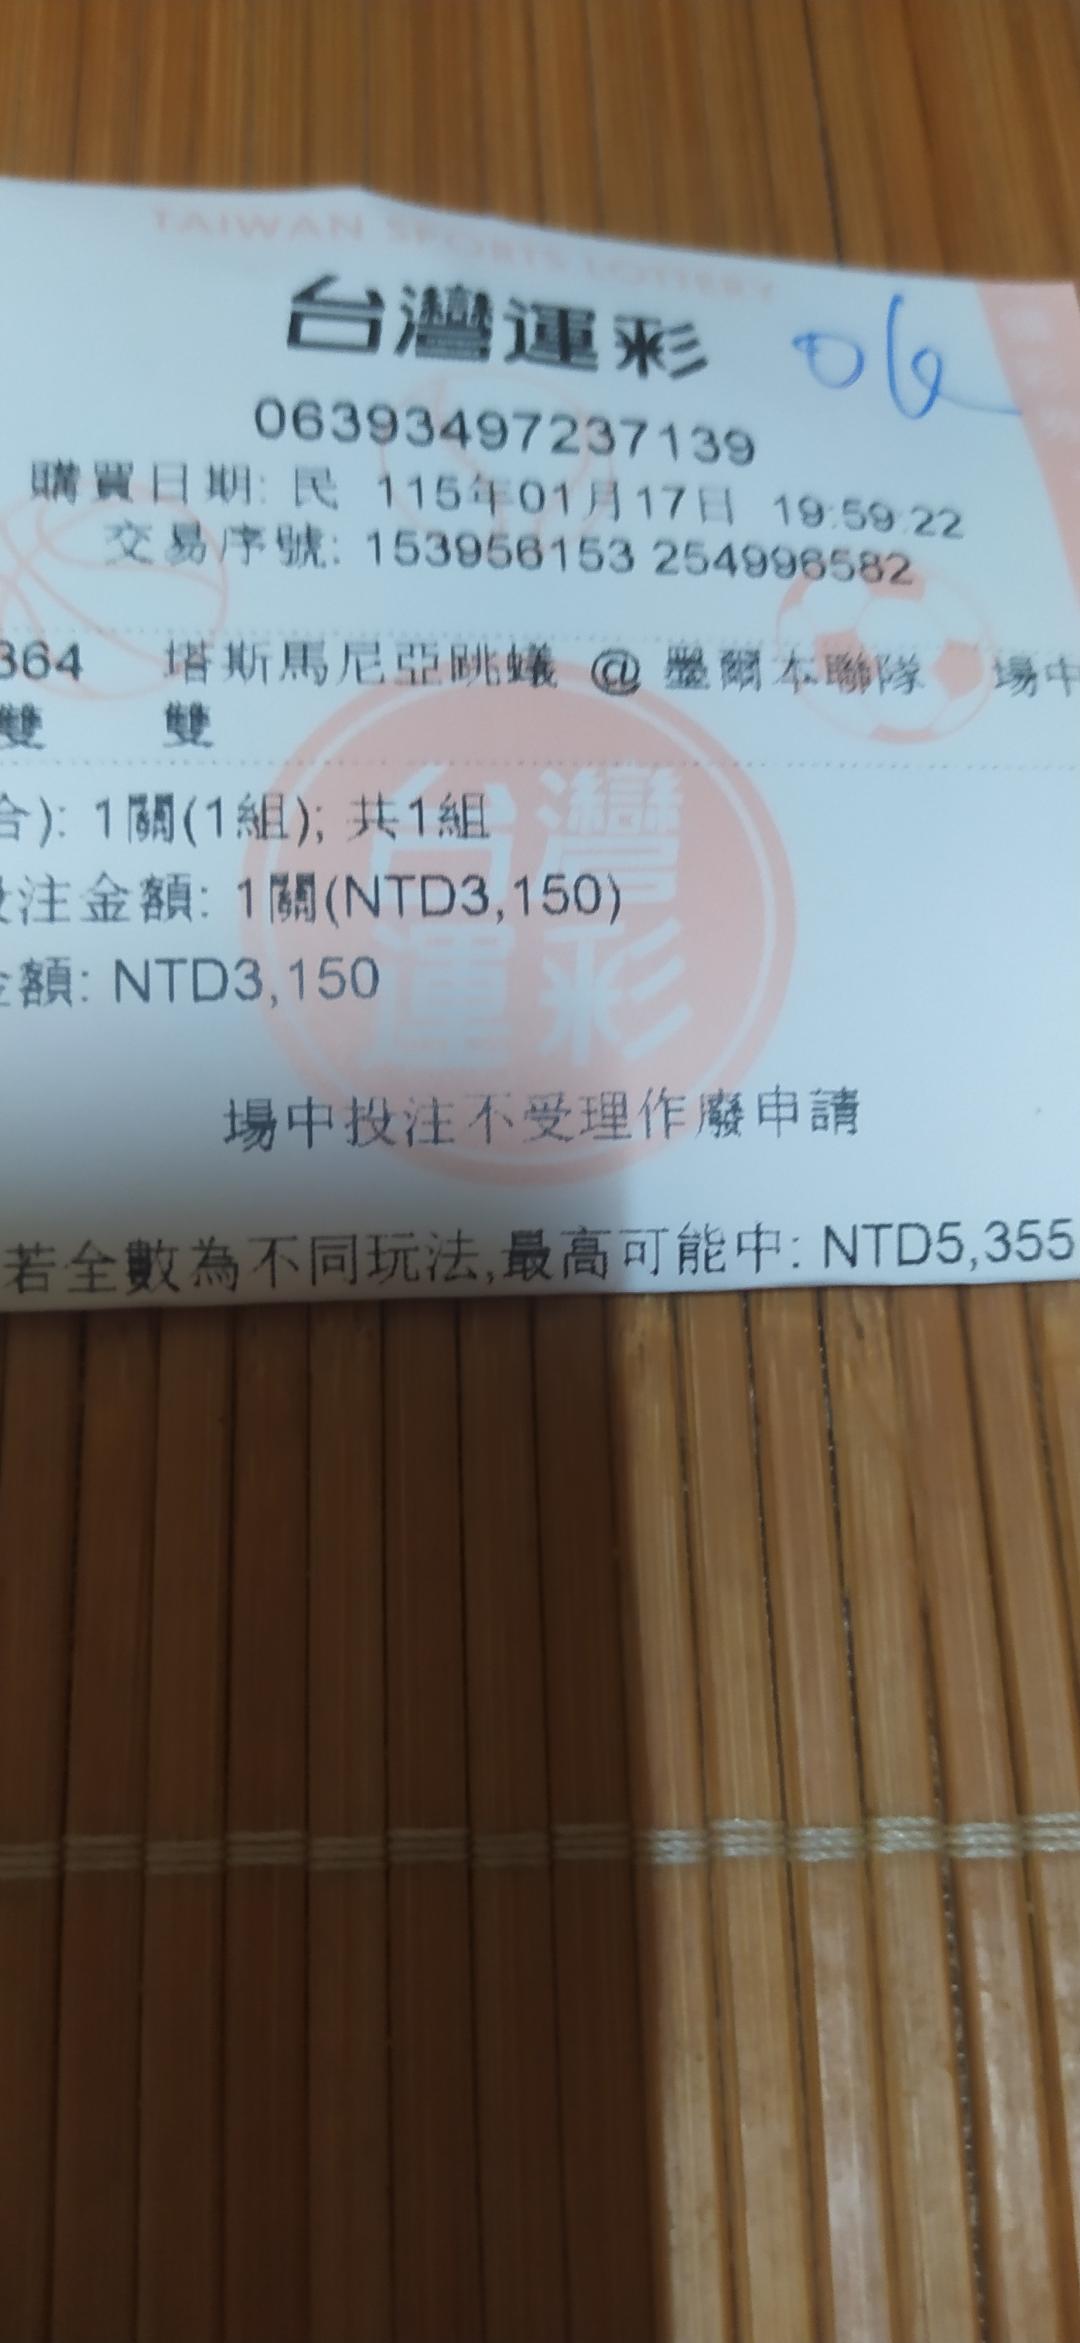 TAIWAN SPORTS LOTTERY
台灣運彩
06
06393497237139
購買日期: 民 115年01月17日 19:59:22
交易序號: 153956153 254996582
364 塔斯馬尼亞跳蟻 @ 墨爾本聯隊 場中
雙 雙
合): 1關(1組); 共1組
投注金額: 1關(NTD3,150)
金額: NTD3,150
台灣
運彩
場中投注不受理作廢申請
若全數為不同玩法,最高可能中: NTD5,355